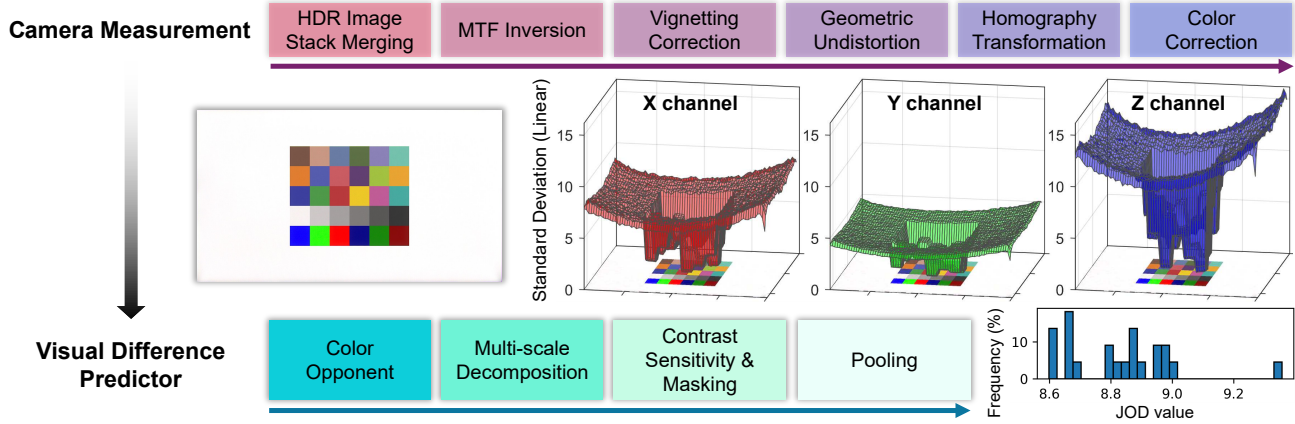 Camera Measurement
HDR Image
Stack Merging
MTF Inversion
Vignetting
Correction
Geometric
Undistortion
Homography
Transformation
Color
Correction
X channel
Y channel
Z channel
Standard Deviation (Linear)
15
10
5
0
15
10
5
0
15
10
5
0
Visual Difference
Predictor
Color
Opponent
Multi-scale
Decomposition
Contrast
Sensitivity &
Masking
Pooling
Frequency (%)
10
0
8.6
8.8
9.0
9.2
JOD value